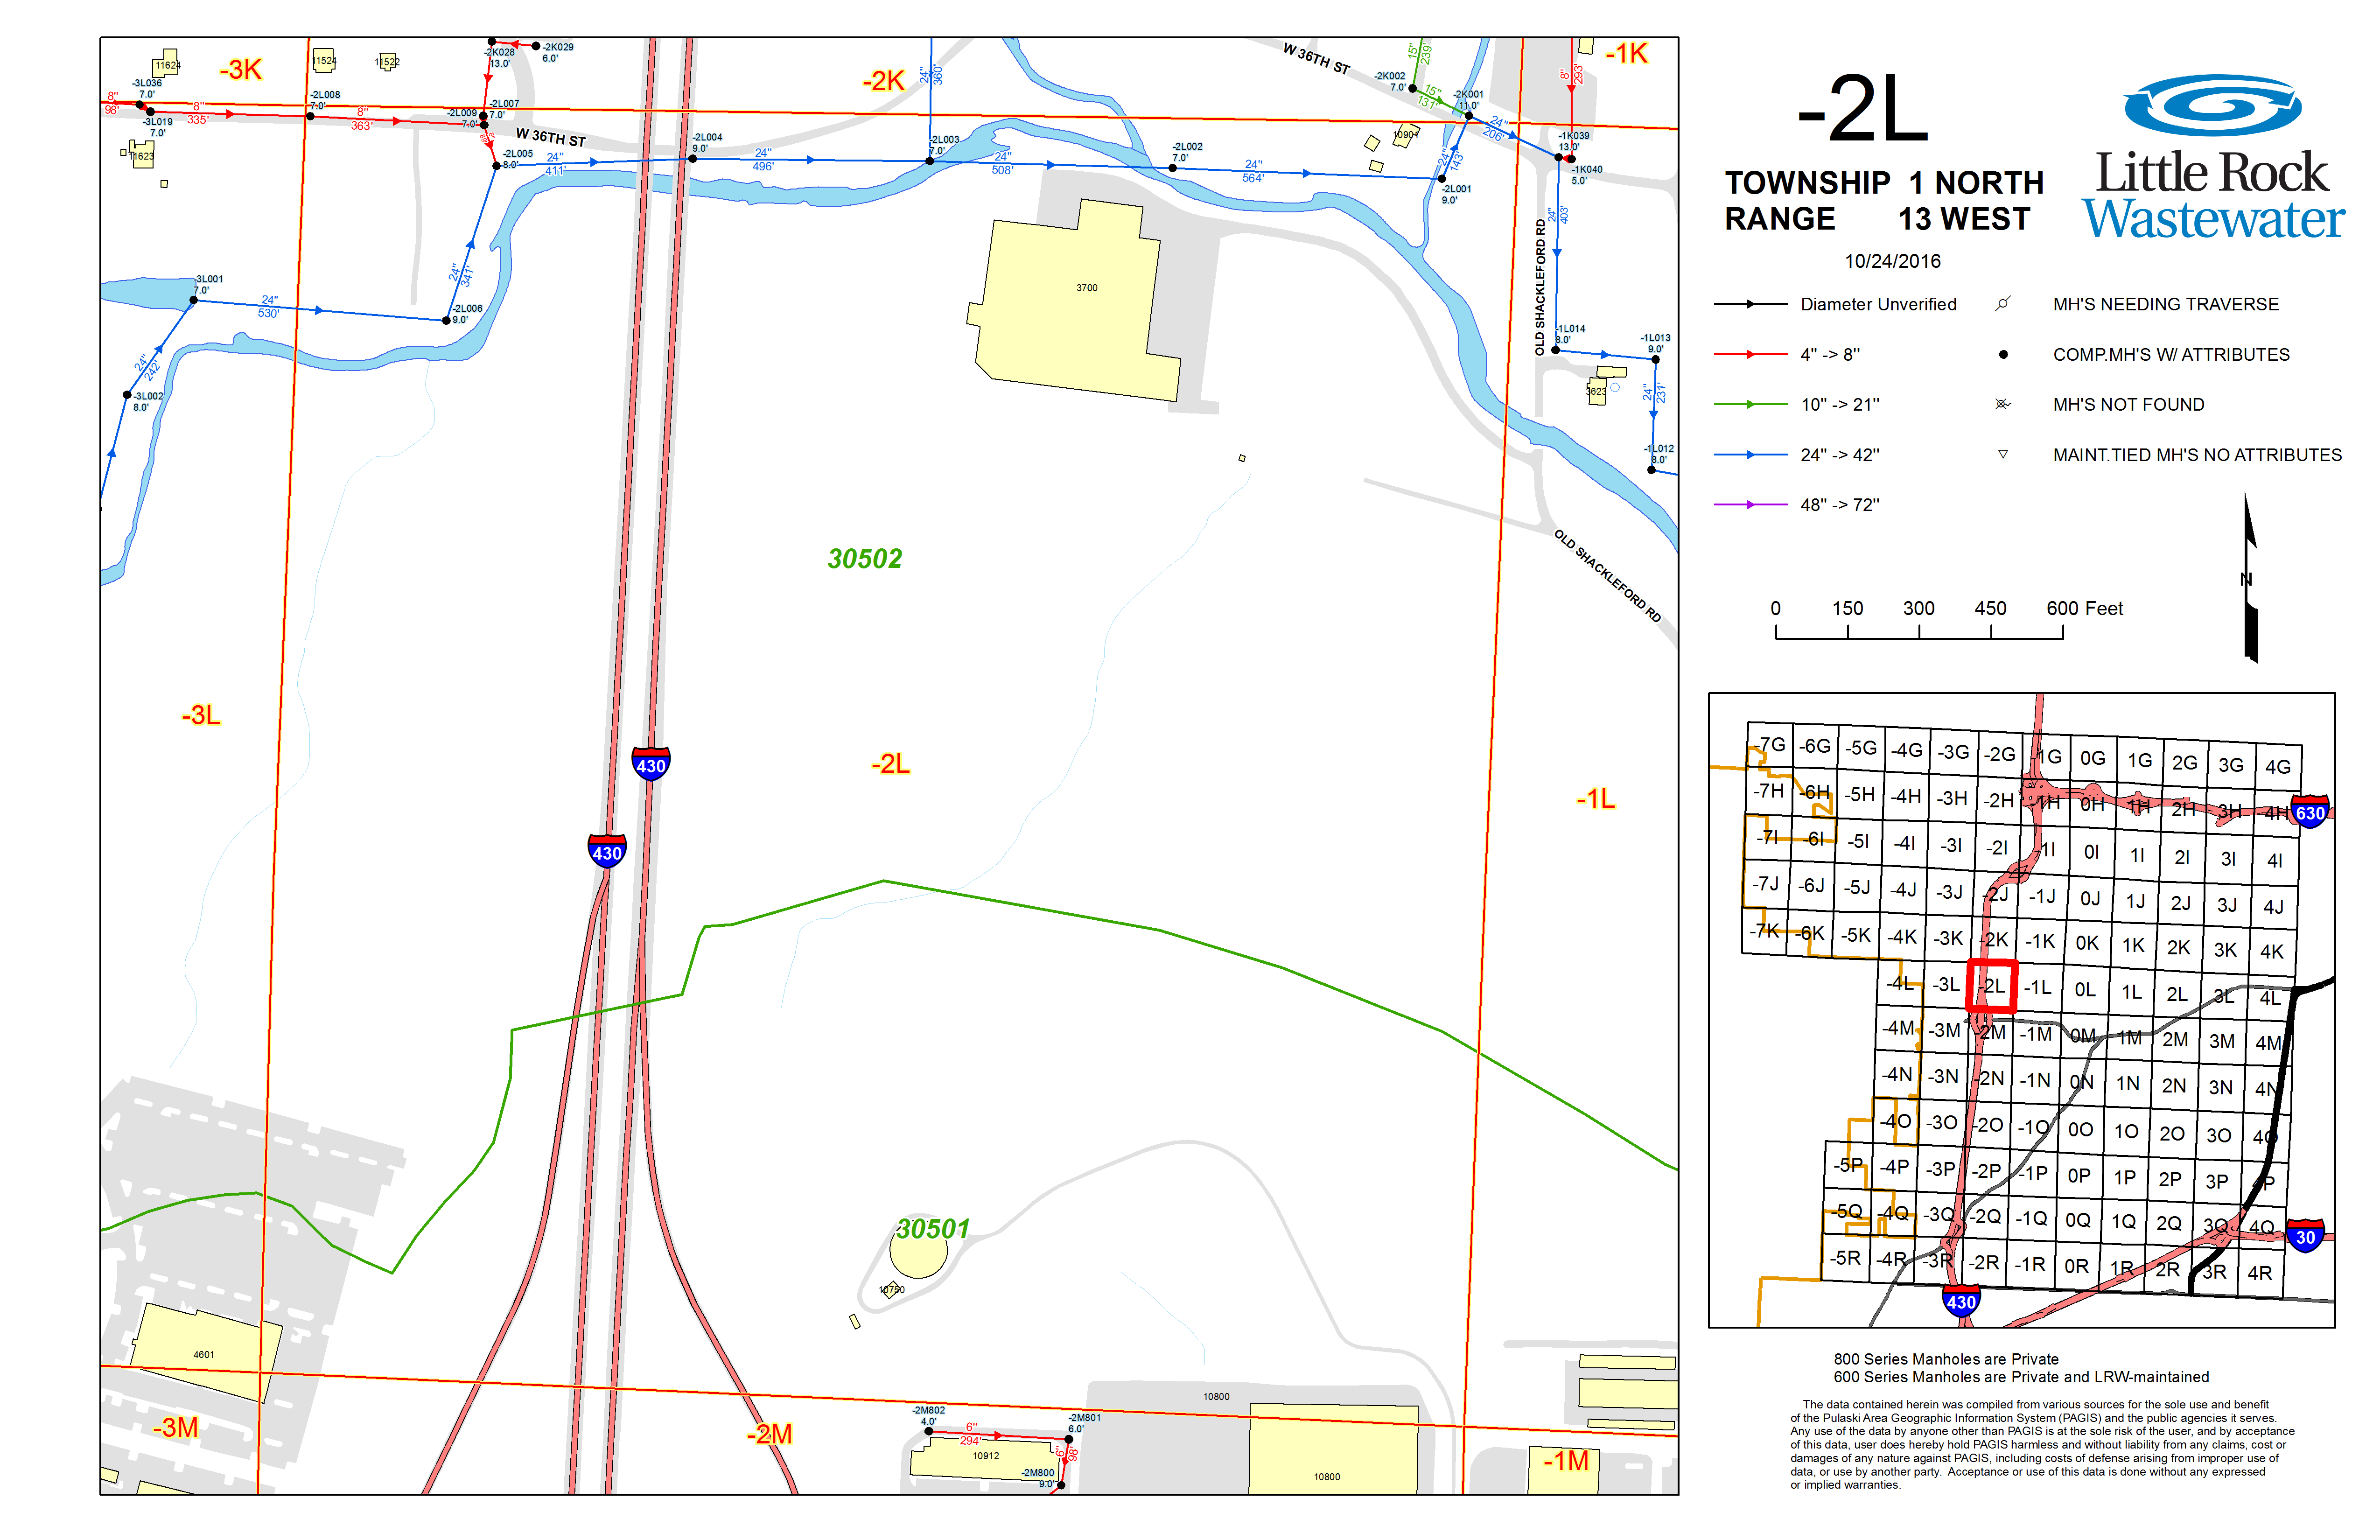 -3K
-2K
-1K
11624
11524
11522
-2K028
13.0'
-2K029
6.0'
W 36TH ST
15"
239'
-2K002
7.0'
15"
131'
-2K001
11.0'
8"
293'
24"
360'
-3L036
7.0'
8"
98'
-3L019
7.0'
8"
335'
-2L008
7.0'
8"
363'
-2L009
7.0'
-2L007
7.0'
W 36TH ST
11623
-2L005
8.0'
24"
411'
-2L004
9.0'
24"
496'
-2L003
7.0'
24"
508'
-2L002
7.0'
24"
564'
10901
24"
143'
-2L001
9.0'
24"
206'
-1K039
13.0'
-1K040
5.0'
24"
403'
OLD SHACKLEFORD RD
-3L001
7.0'
24"
530'
24"
341'
-2L006
9.0'
24"
242'
-3L002
8.0'
3700
-1L014
8.0'
-1L013
9.0'
3623
24"
231'
-1L012
8.0'
OLD SHACKLEFORD RD
30502
-3L
-2L
-1L
430
430
30501
10750
4601
-3M
-2M
-1M
-2M802
4.0'
6"
294'
-2M801
6.0'
6"
98'
10912
-2M800
9.0'
10800
10800
-2L
TOWNSHIP 1 NORTH
RANGE 13 WEST
10/24/2016
Little Rock
Wastewater
Diameter Unverified
4" -> 8"
10" -> 21"
24" -> 42"
48" -> 72"
MH'S NEEDING TRAVERSE
COMP.MH'S W/ ATTRIBUTES
MH'S NOT FOUND
MAINT.TIED MH'S NO ATTRIBUTES
N
0 150 300 450 600 Feet
-7G -6G -5G -4G -3G -2G -1G 0G 1G 2G 3G 4G
-7H -6H -5H -4H -3H -2H -1H 0H 1H 2H 3H 4H
630
-7I -6I -5I -4I -3I -2I -1I 0I 1I 2I 3I 4I
-7J -6J -5J -4J -3J -2J -1J 0J 1J 2J 3J 4J
-7K -6K -5K -4K -3K -2K -1K 0K 1K 2K 3K 4K
-4L -3L -2L -1L 0L 1L 2L 3L 4L
-4M -3M -2M -1M 0M 1M 2M 3M 4M
-4N -3N -2N -1N 0N 1N 2N 3N 4N
-4O -3O -2O -1O 0O 1O 2O 3O 4O
-5P -4P -3P -2P -1P 0P 1P 2P 3P 4P
-5Q -4Q -3Q -2Q -1Q 0Q 1Q 2Q 3Q 4Q
30
-5R -4R -3R -2R -1R 0R 1R 2R 3R 4R
430
800 Series Manholes are Private
600 Series Manholes are Private and LRW-maintained
The data contained herein was compiled from various sources for the sole use and benefit
of the Pulaski Area Geographic Information System (PAGIS) and the public agencies it serves.
Any use of the data by anyone other than PAGIS is at the sole risk of the user, and by acceptance
of this data, user does hereby hold PAGIS harmless and without liability from any claims, cost or
damages of any nature against PAGIS, including costs of defense arising from improper use of
data, or use by another party. Acceptance or use of this data is done without any expressed
or implied warranties.